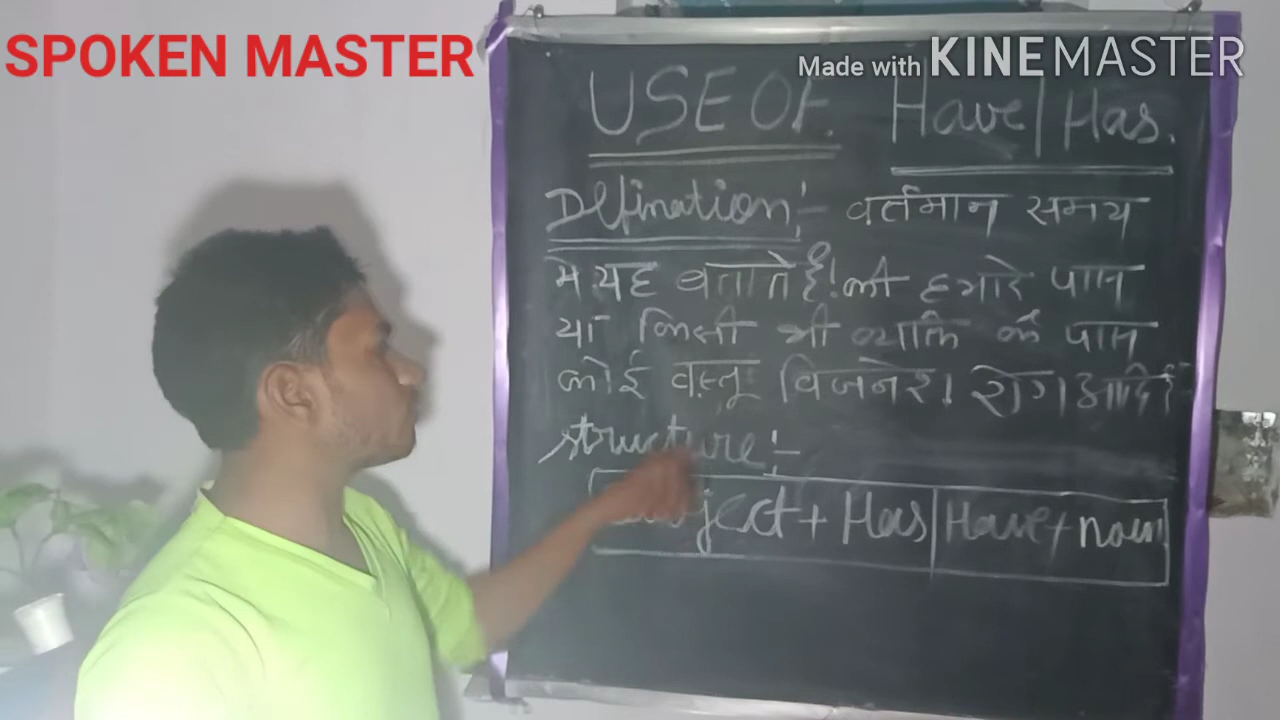 SPOKEN MASTER
Made with KINEMASTER
USE OF Have | Has.
Defination :-  वर्तमान समय
मे यह बताते हैं! की हमारे पास
या किसी भी व्यक्ति के पास
कोई वस्तू विजनेश। रोग। आदि है
structure :-
Subject + Has | Have + noun